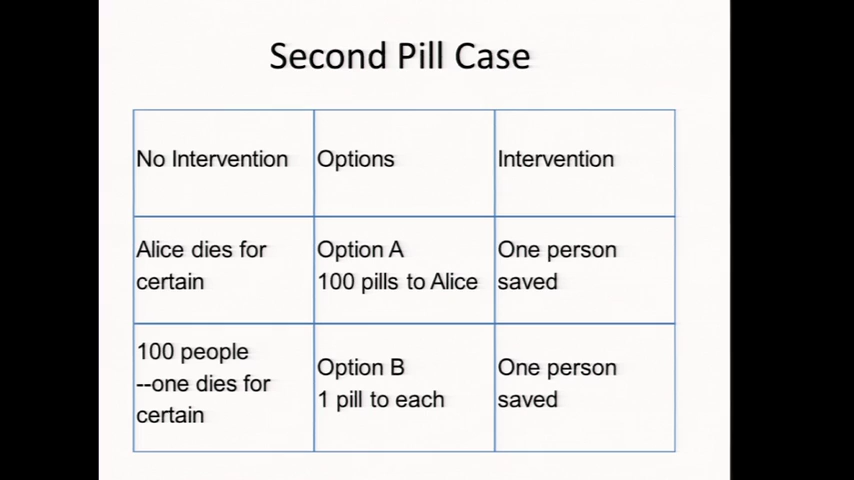 Second Pill Case
No Intervention
Options
Intervention
Alice dies for
certain
Option A
100 pills to Alice
One person
saved
100 people
--one dies for
certain
Option B
1 pill to each
One person
saved